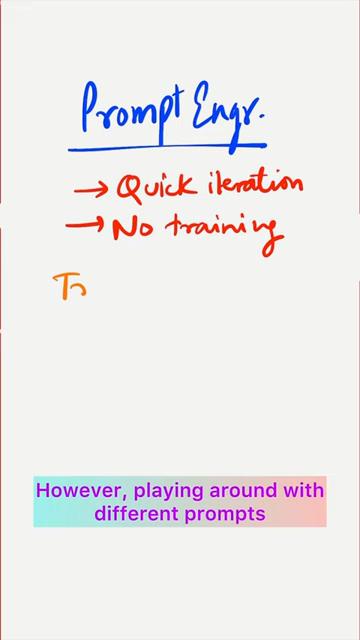 Prompt Engr.
→ Quick iteration
→ No training
However, playing around with
different prompts